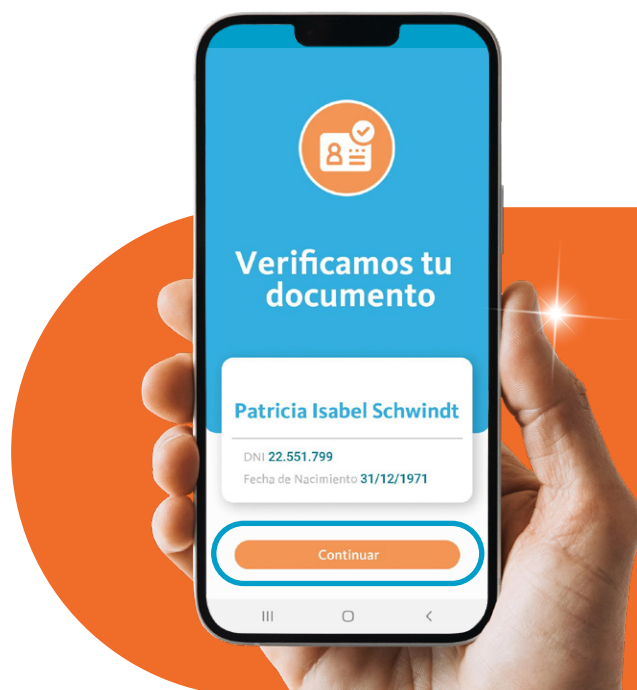 Verificamos tu
documento
Patricia Isabel Schwindt
DNI 22.551.799
Fecha de Nacimiento 31/12/1971
Continuar